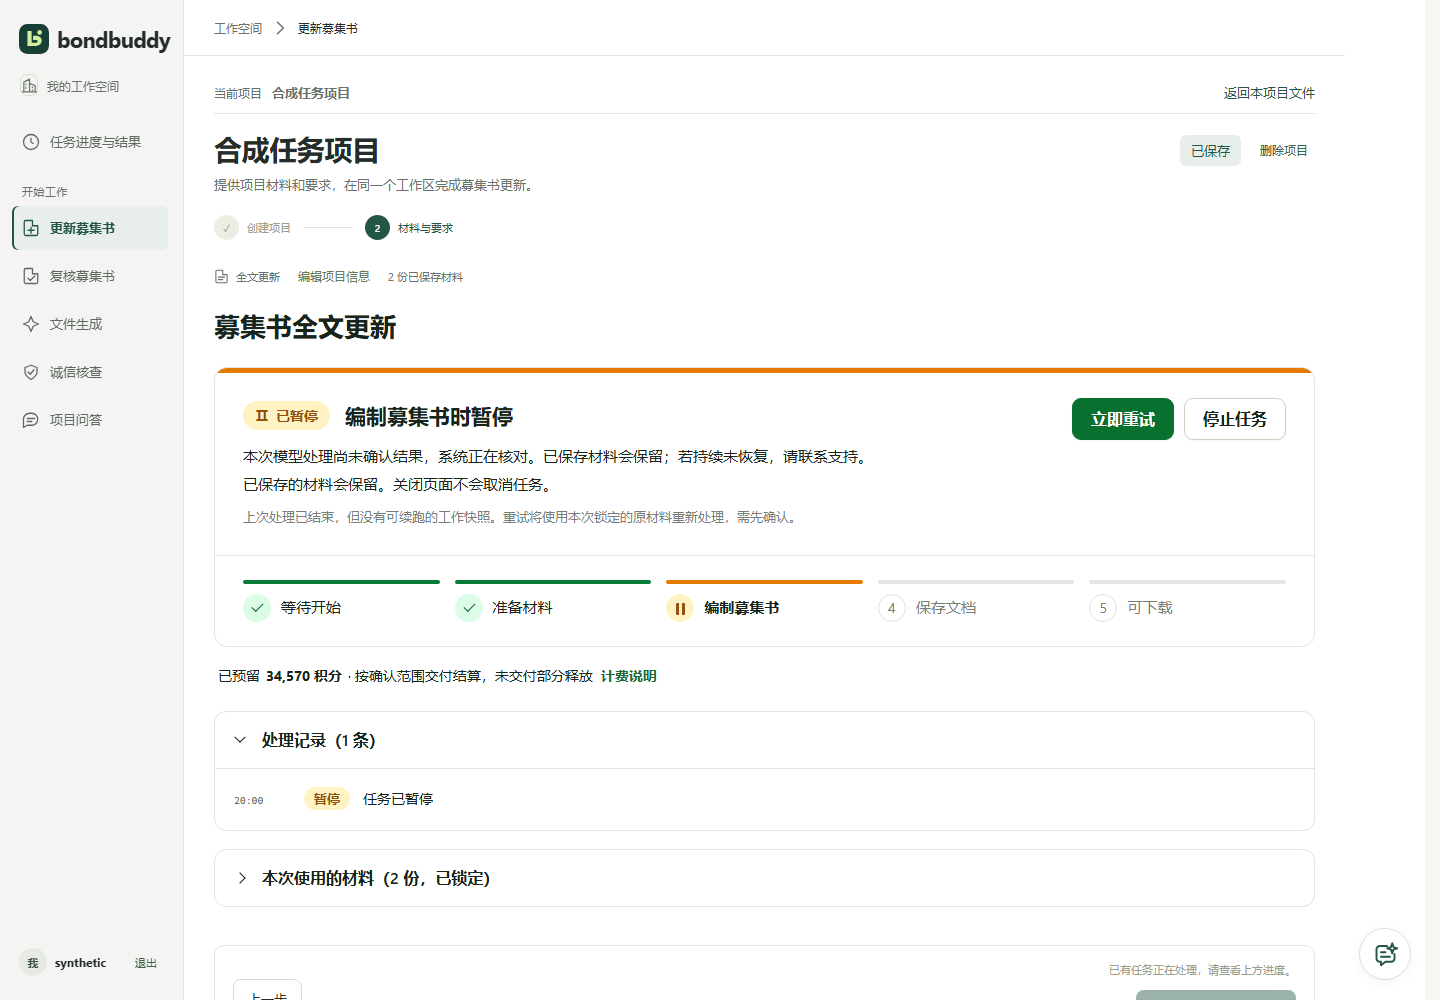 bondbuddy
我的工作空间
任务进度与结果
开始工作
更新募集书
复核募集书
文件生成
诚信核查
项目问答
我 synthetic 退出
工作空间 更新募集书
当前项目 合成任务项目 返回本项目文件
合成任务项目
已保存 删除项目
提供项目材料和要求，在同一个工作区完成募集书更新。
创建项目 2 材料与要求
全文更新 编辑项目信息 2 份已保存材料
募集书全文更新
已暂停 编制募集书时暂停
立即重试 停止任务
本次模型处理尚未确认结果，系统正在核对。已保存材料会保留；若持续未恢复，请联系支持。
已保存的材料会保留。关闭页面不会取消任务。
上次处理已结束，但没有可续跑的工作快照。重试将使用本次锁定的原材料重新处理，需先确认。
等待开始 准备材料 编制募集书 4 保存文档 5 可下载
已预留 34,570 积分 · 按确认范围交付结算，未交付部分释放 计费说明
处理记录（1 条）
20:00 暂停 任务已暂停
本次使用的材料（2 份，已锁定）
已有任务正在处理，请查看上方进度。
上一步